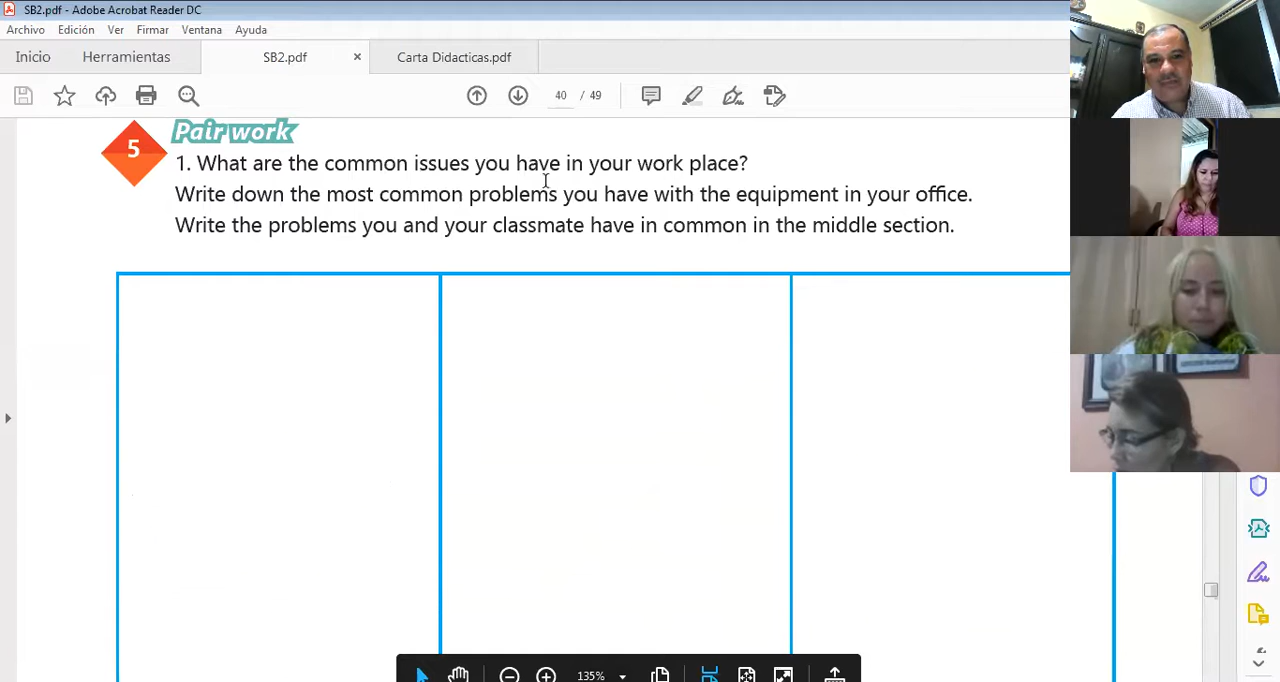 SB2.pdf - Adobe Acrobat Reader DC
Archivo Edición Ver Firmar Ventana Ayuda
Inicio Herramientas SB2.pdf × Carta Didacticas.pdf
40 / 49
5 Pair work
1. What are the common issues you have in your work place?
Write down the most common problems you have with the equipment in your office.
Write the problems you and your classmate have in common in the middle section.
135%